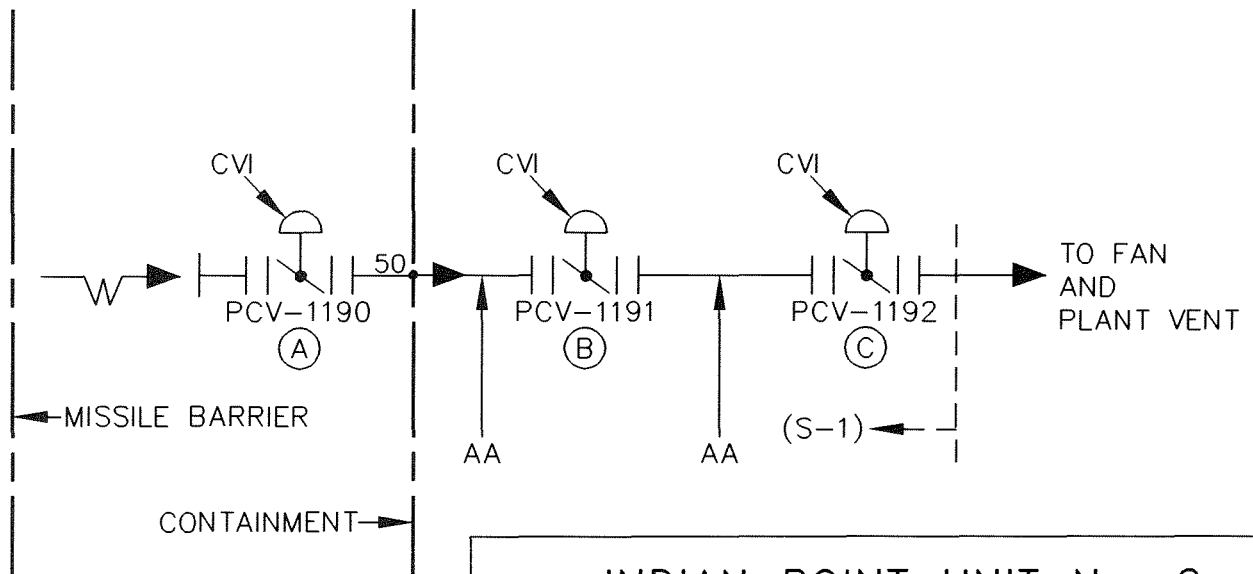 CVI
CVI
CVI
50
PCV-1190
PCV-1191
PCV-1192
A
B
C
TO FAN
AND
PLANT VENT
MISSILE BARRIER
(S-1)
AA
AA
CONTAINMENT
INDIAN POINT UNIT